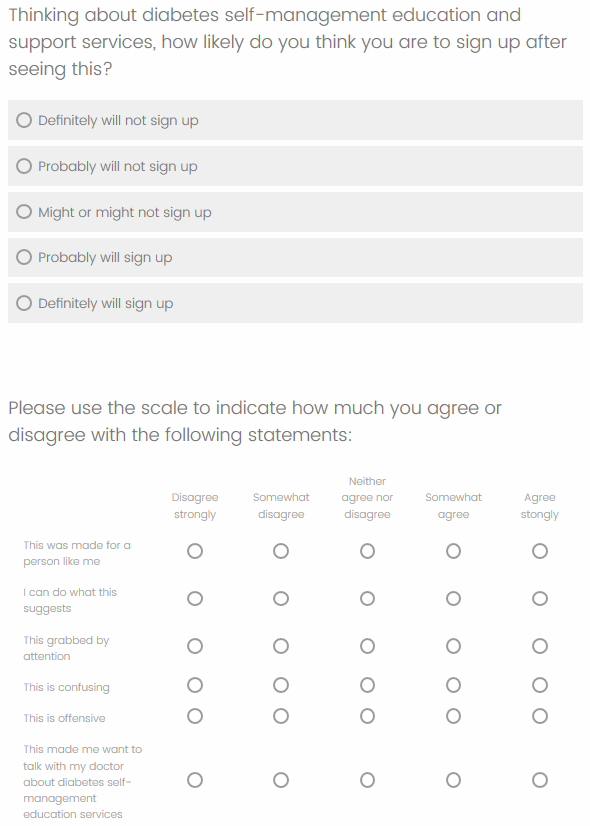 Thinking about diabetes self-management education and
support services, how likely do you think you are to sign up after
seeing this?
Definitely will not sign up
Probably will not sign up
Might or might not sign up
Probably will sign up
Definitely will sign up
Please use the scale to indicate how much you agree or
disagree with the following statements:
Disagree
strongly
Somewhat
disagree
Neither
agree nor
disagree
Somewhat
agree
Agree
stongly
This was made for a
person like me
I can do what this
suggests
This grabbed by
attention
This is confusing
This is offensive
This made me want to
talk with my doctor
about diabetes self-
management
education services